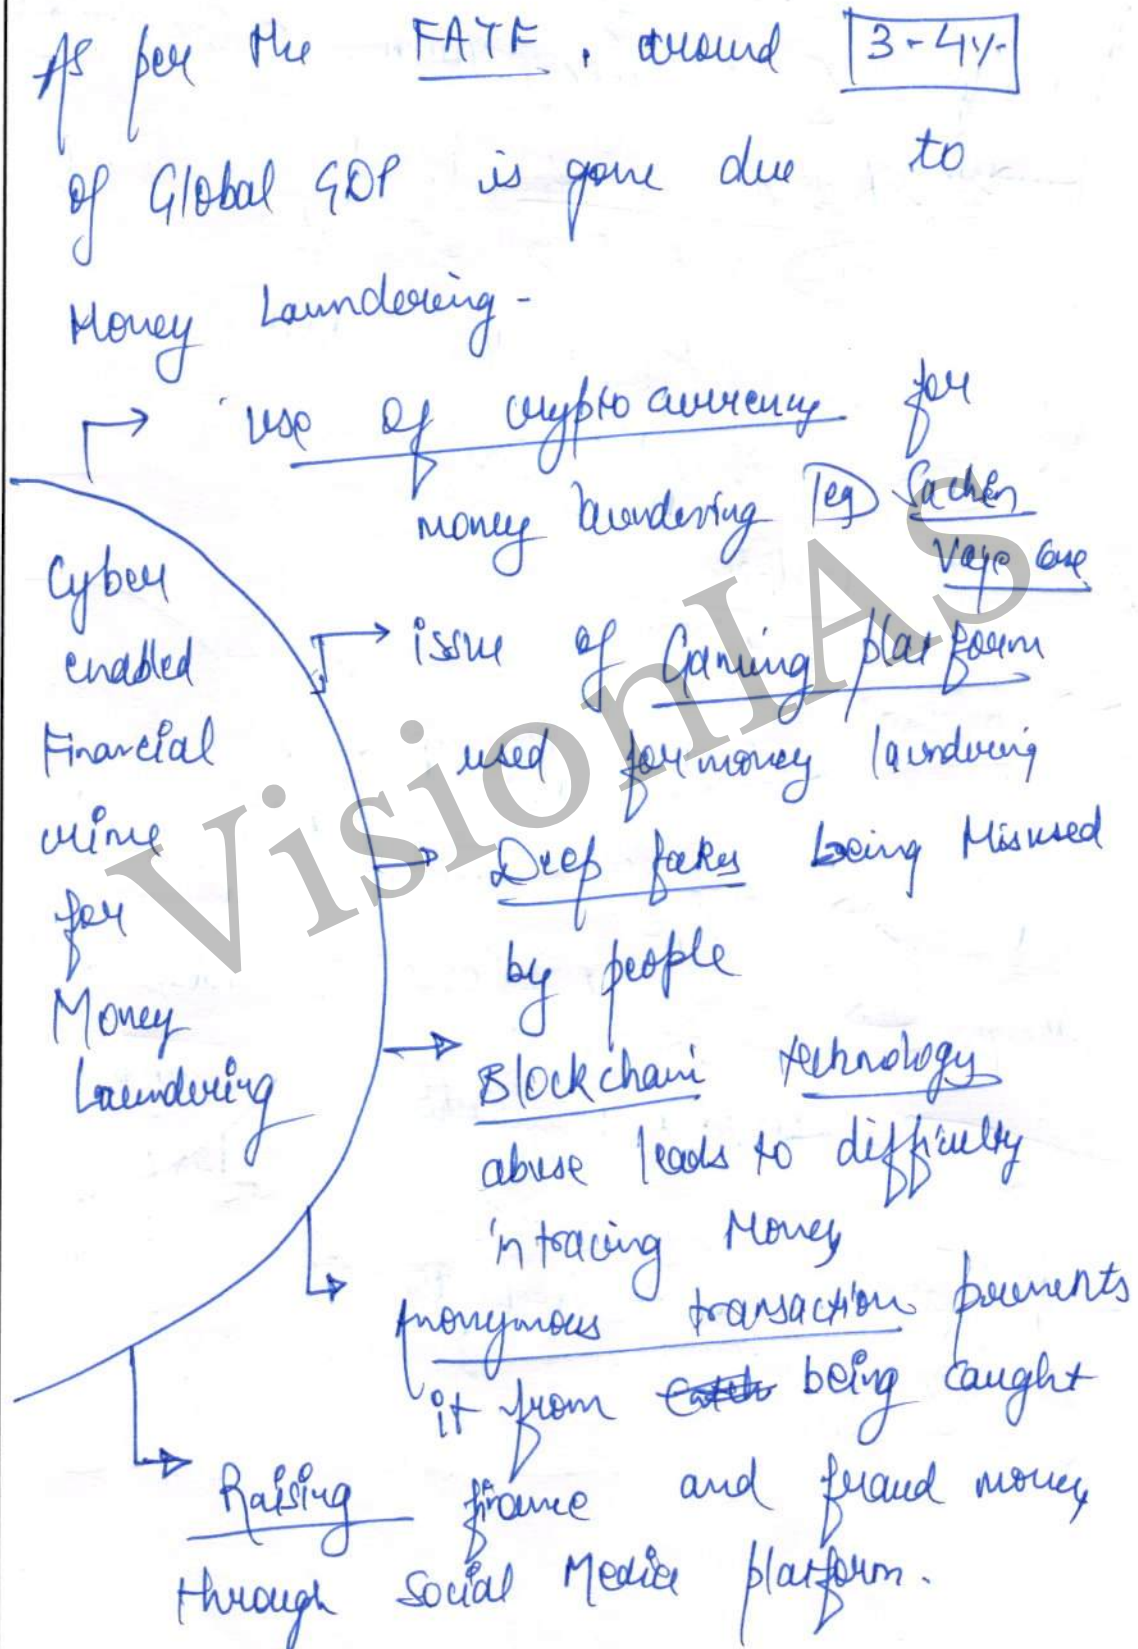 As per the FATF, around 3-4%
of Global GDP is gone due to
Money Laundering -
use of cryptocurrency for
money laundering eg Sachin
Vaze case
issue of Gaming platform
used for money laundering
Deep fakes being Misused
by people
Blockchain technology
abuse leads to difficulty
in tracing Money
Anonymous transaction prevents
it from being caught
Raising finance and fraud money
through Social Media platform.
Cyber
enabled
Financial
crime
for
Money
Laundering
VisionIAS